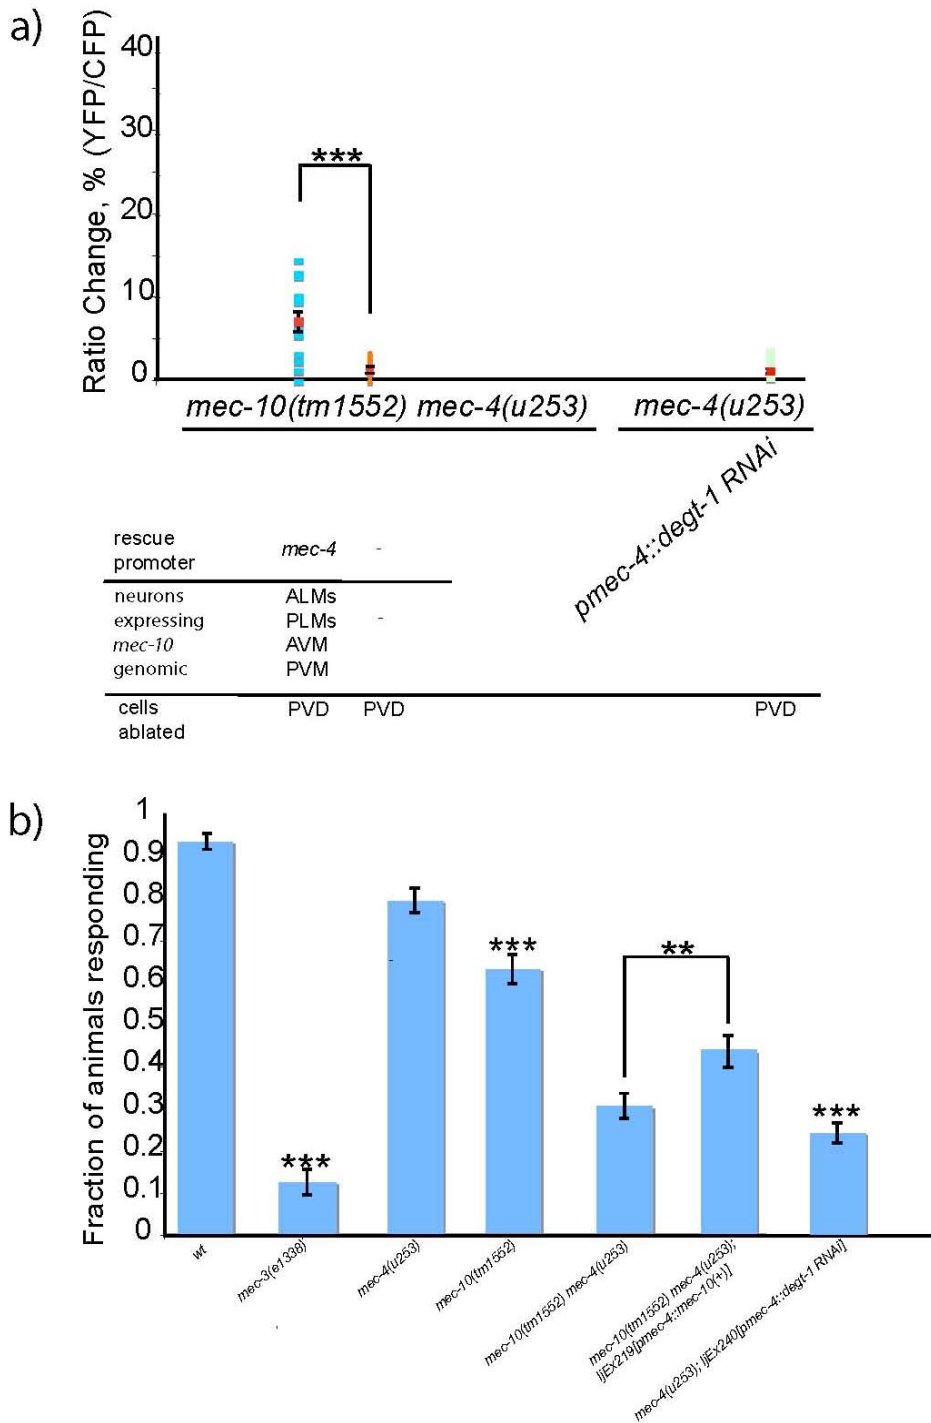 a)
Ratio Change, % (YFP/CFP)
40
30
20
10
0
***
mec-10(tm1552) mec-4(u253)
mec-4(u253)
pmec-4::degt-1 RNAi
rescue
promoter
mec-4
-
neurons
expressing
mec-10
genomic
ALMs
PLMs
AVM
PVM
-
cells
ablated
PVD
PVD
PVD
b)
Fraction of animals responding
1
0.9
0.8
0.7
0.6
0.5
0.4
0.3
0.2
0.1
0
***
***
**
***
wt
mec-3(e1338)
mec-4(u253)
mec-10(tm1552)
mec-10(tm1552) mec-4(u253)
mec-10(tm1552) mec-4(u253);
ljEx219[pmec-4::mec-10(+)]
mec-4(u253); ljEx240[pmec-4::degt-1 RNAi]